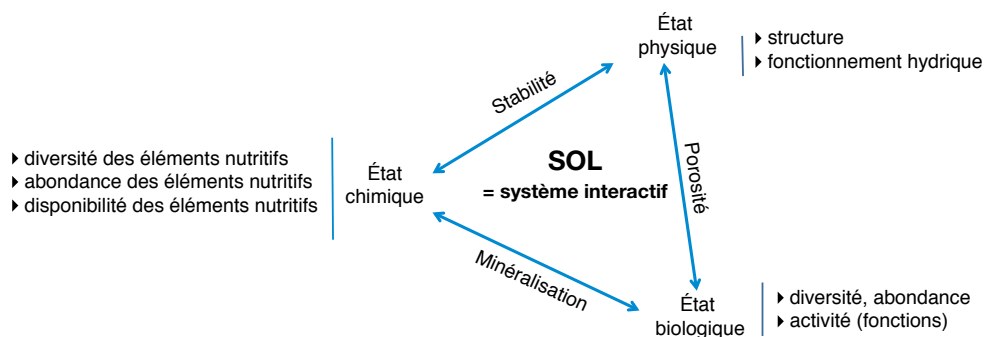 État
physique
▸ structure
▸ fonctionnement hydrique
Stabilité
▸ diversité des éléments nutritifs
▸ abondance des éléments nutritifs
▸ disponibilité des éléments nutritifs
État
chimique
SOL
= système interactif
Porosité
Minéralisation
État
biologique
▸ diversité, abondance
▸ activité (fonctions)